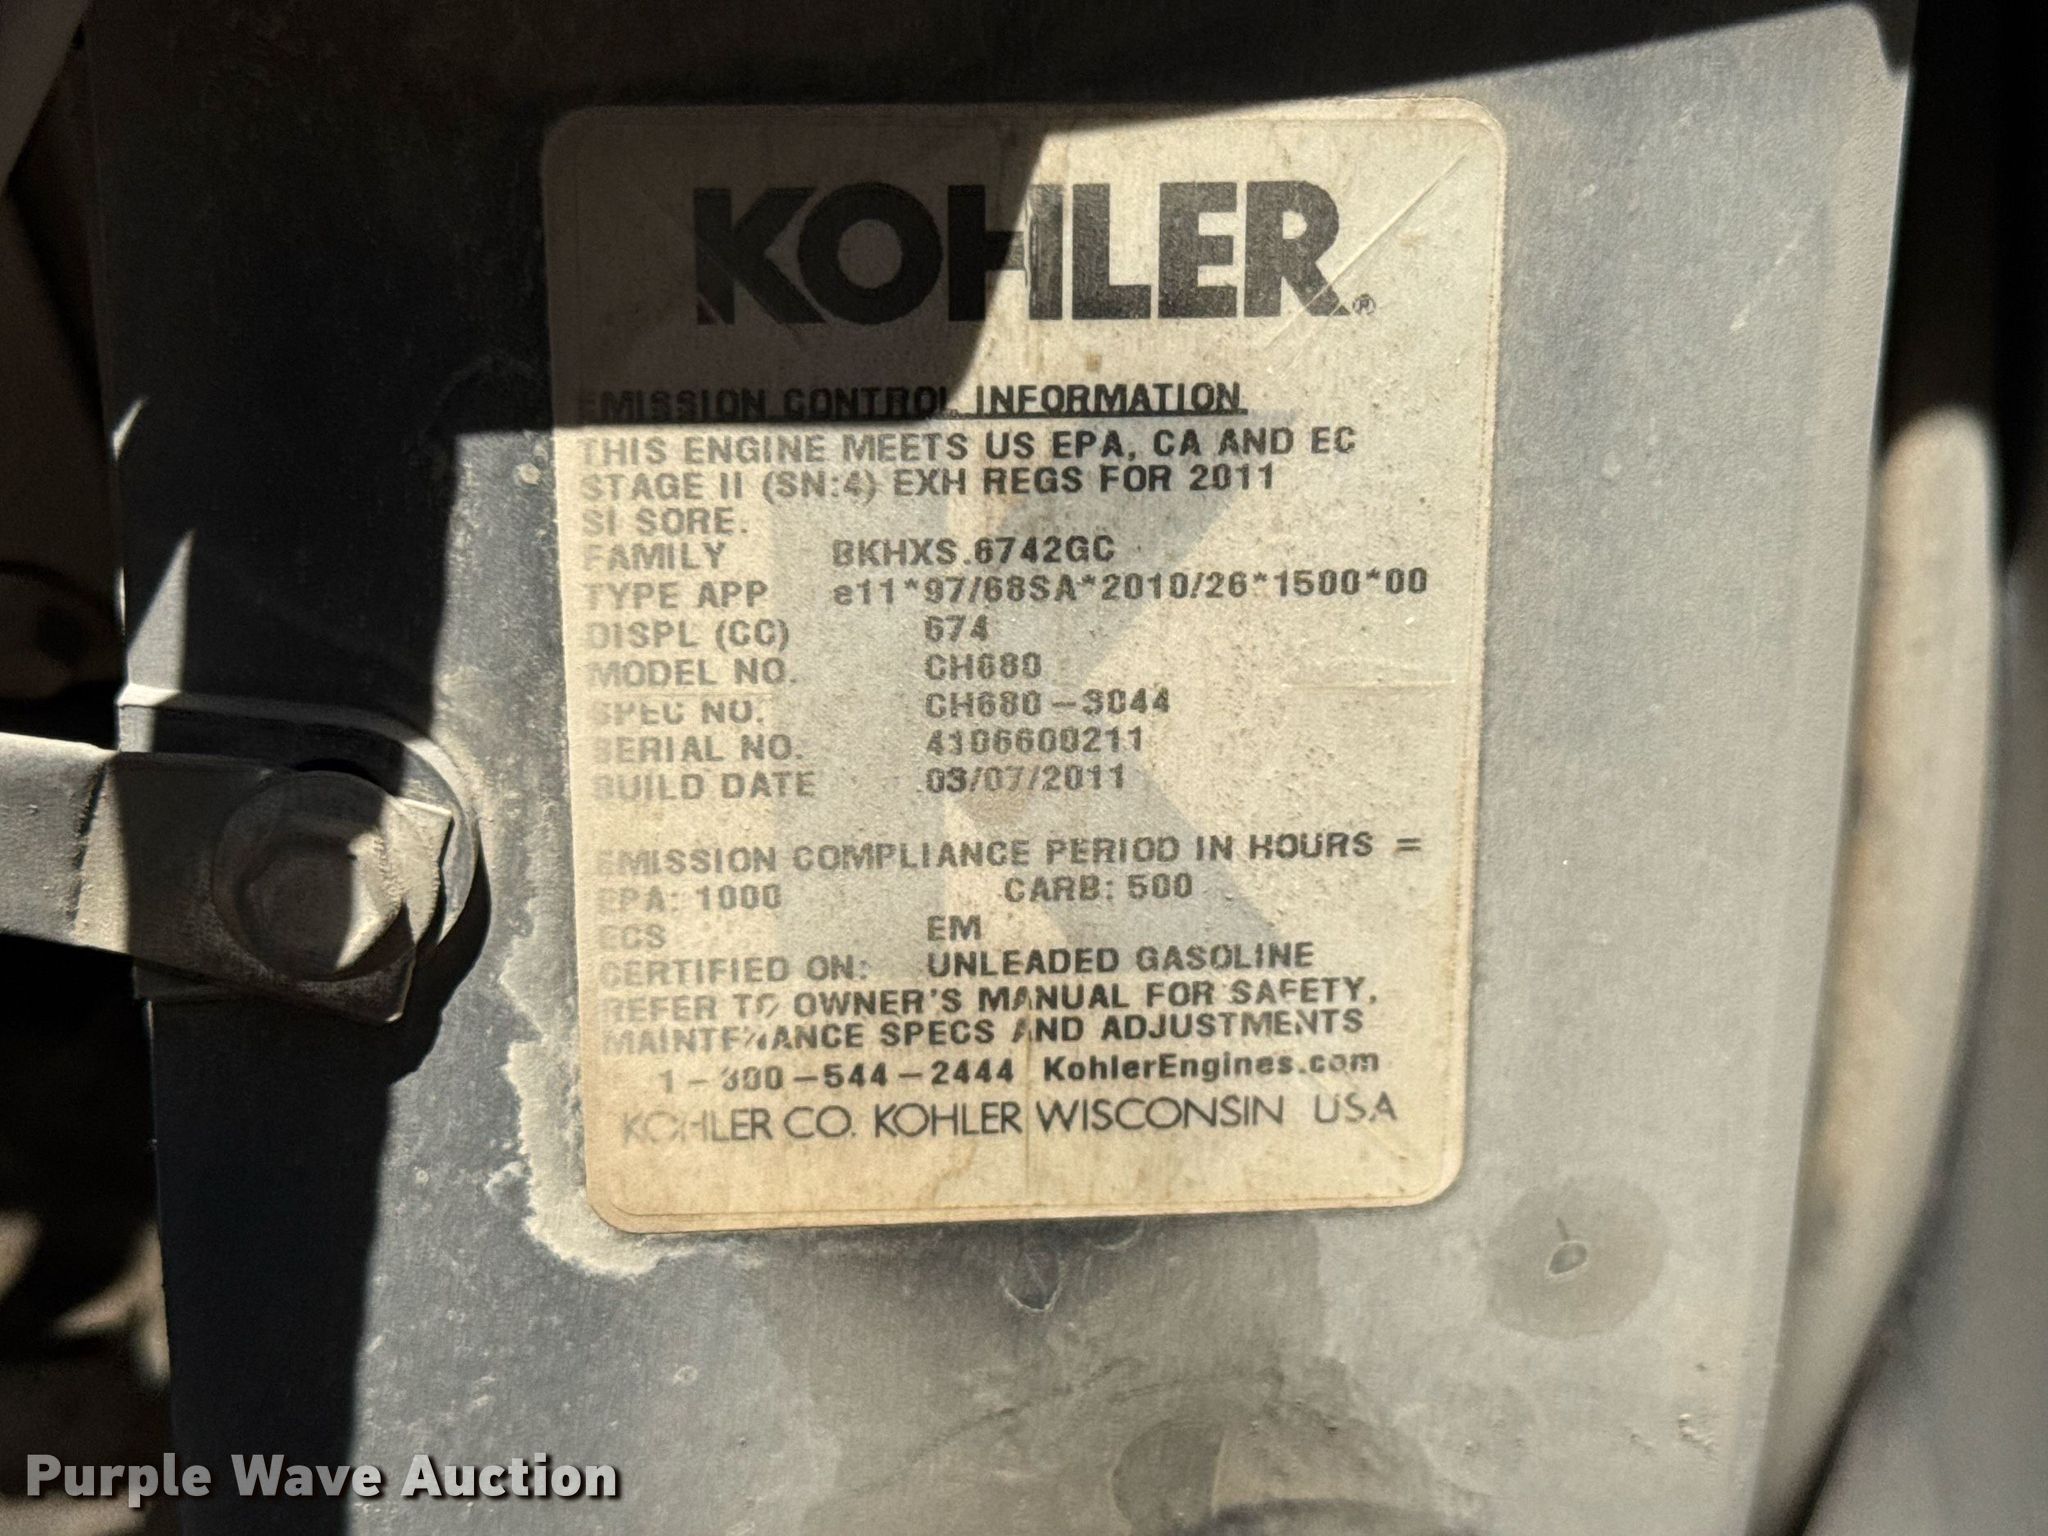 KOHLER®
EMISSION CONTROL INFORMATION
THIS ENGINE MEETS US EPA, CA AND EC
STAGE II (SN:4) EXH REGS FOR 2011
SI SORE.
FAMILY BKHXS.6742GC
TYPE APP e11*97/68SA*2010/26*1500*00
DISPL (CC) 674
MODEL NO. CH680
SPEC NO. CH680-3044
SERIAL NO. 4106600211
BUILD DATE 03/07/2011
EMISSION COMPLIANCE PERIOD IN HOURS =
EPA: 1000 CARB: 500
ECS EM
CERTIFIED ON: UNLEADED GASOLINE
REFER TO OWNER'S MANUAL FOR SAFETY,
MAINTENANCE SPECS AND ADJUSTMENTS
1-800-544-2444 KohlerEngines.com
KOHLER CO. KOHLER WISCONSIN USA
Purple Wave Auction